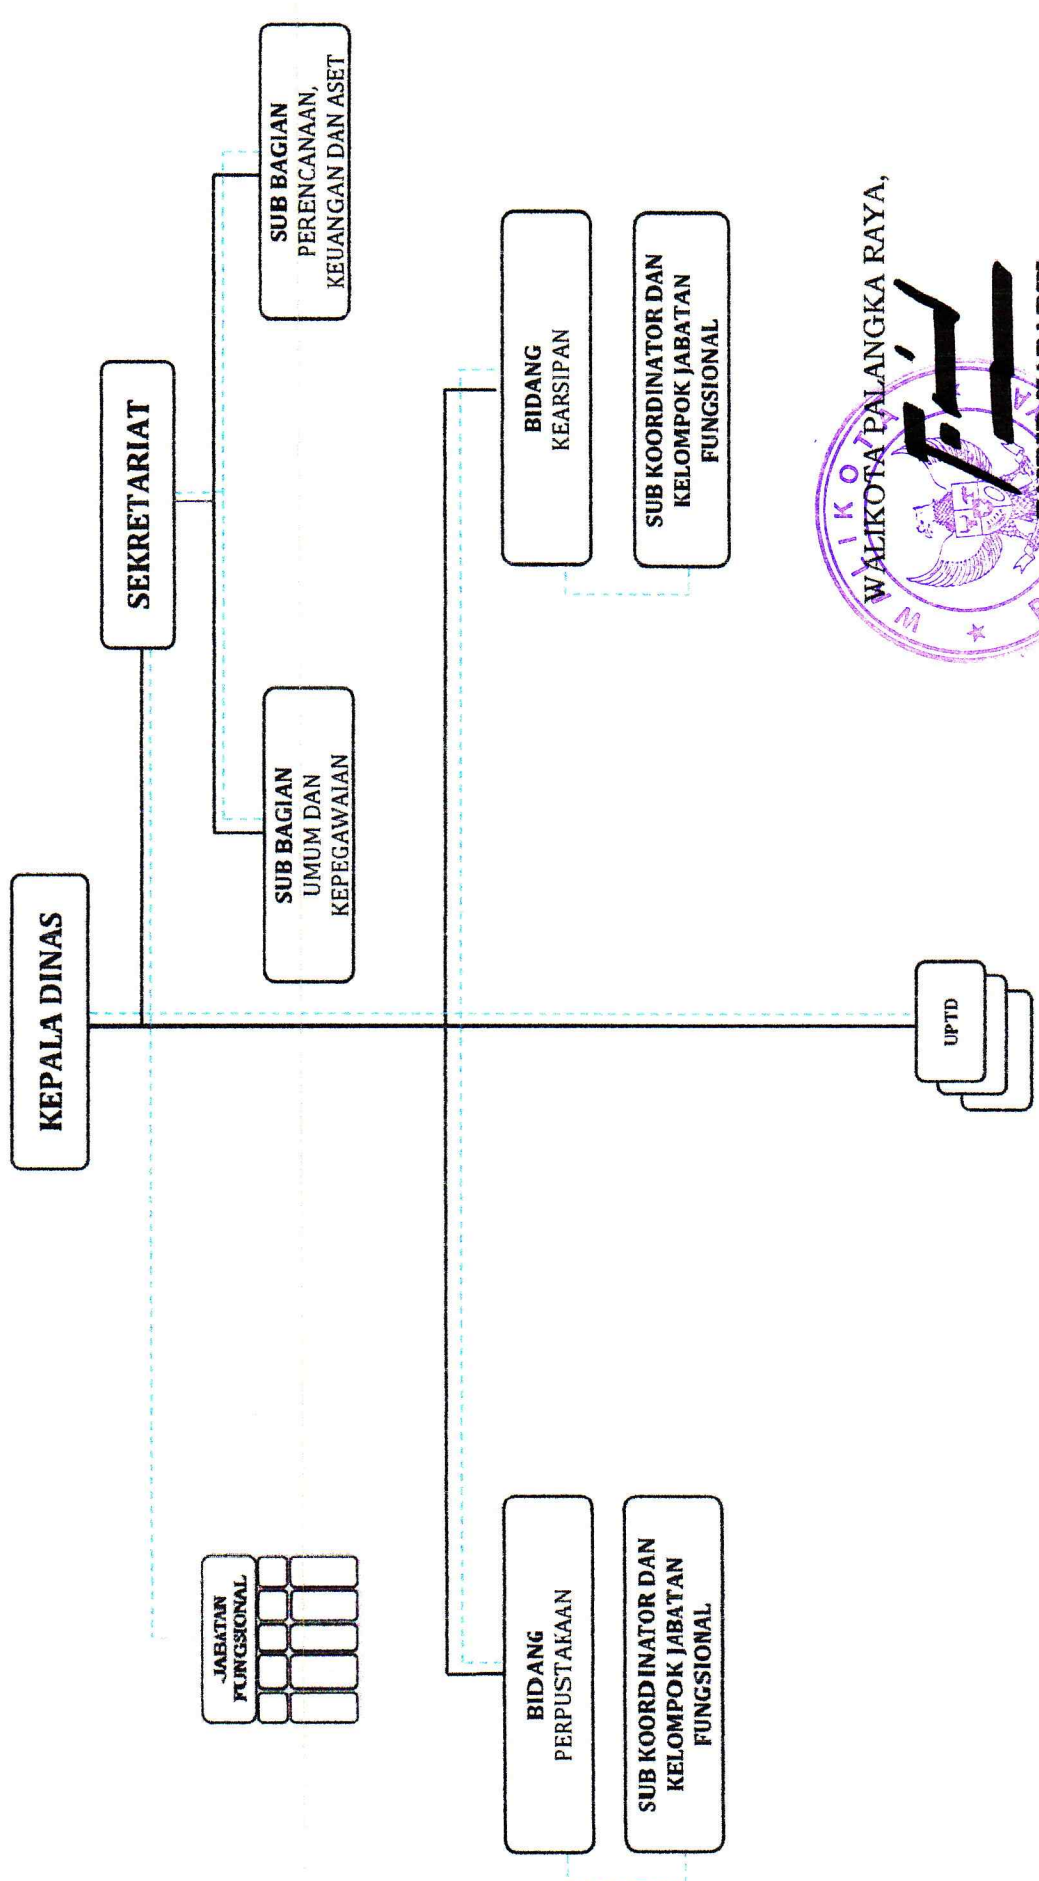 KEPALA DINAS
SEKRETARIAT
-JABATAN
FUNGSIONAL
SUB BAGIAN
UMUM DAN
KEPEGAWAIAN
SUB BAGIAN
PERENCANAAN,
KEUANGAN DAN ASET
BIDANG
PERPUSTAKAAN
SUB KOORDINATOR DAN
KELOMPOK JABATAN
FUNGSIONAL
BIDANG
KEARSIPAN
SUB KOORDINATOR DAN
KELOMPOK JABATAN
FUNGSIONAL
UPTD
WALIKOTA PALANGKA RAYA,
WALIKOTA